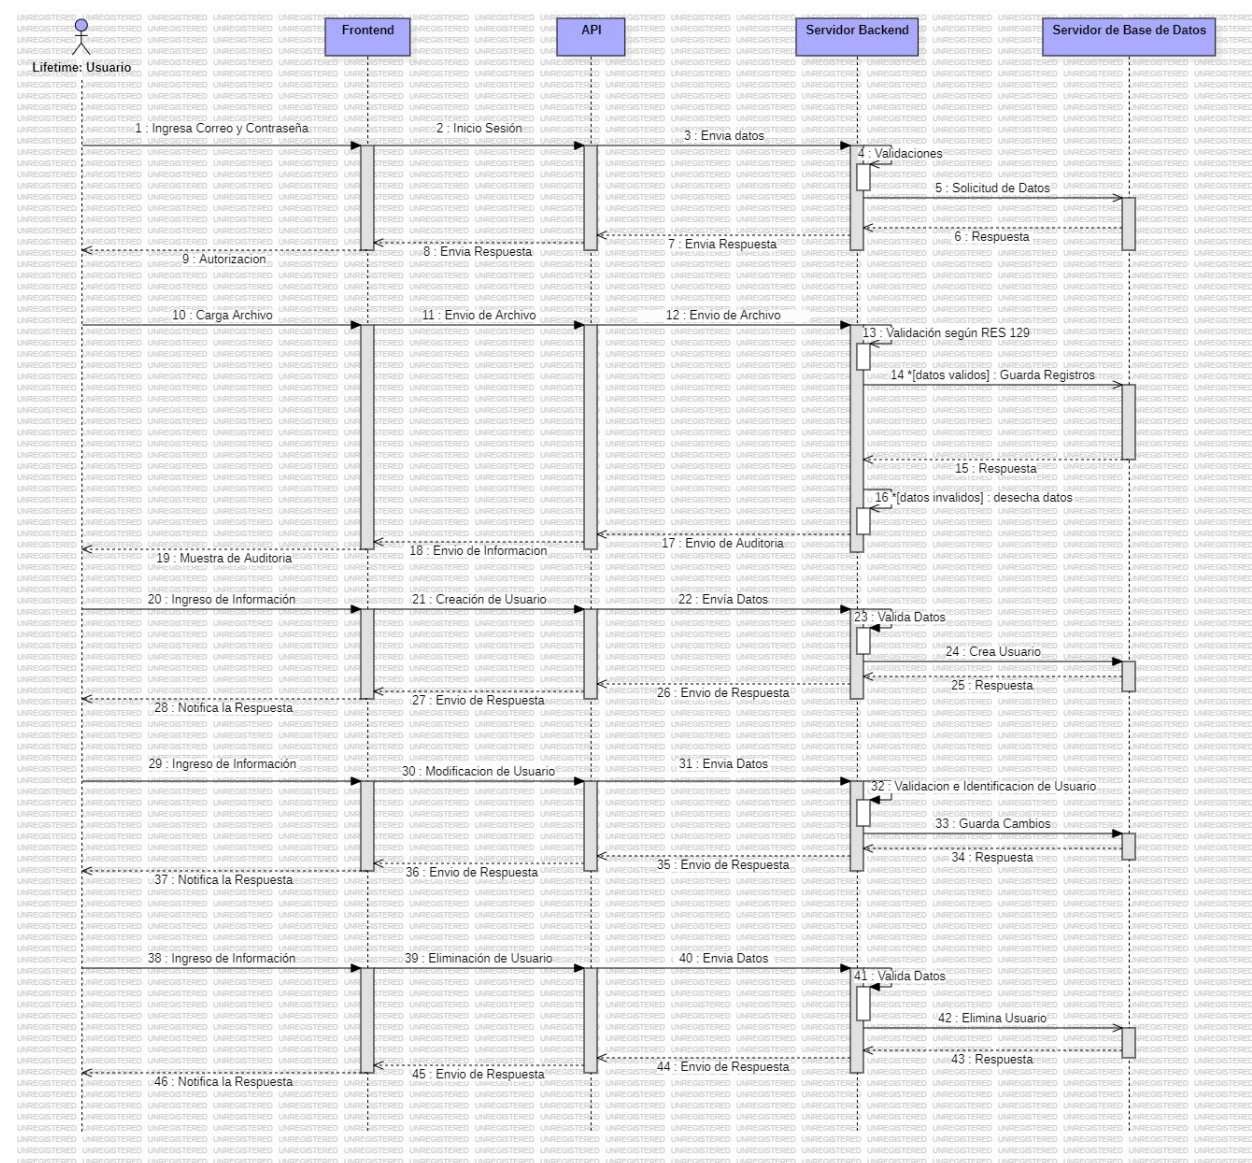 Lifetime: Usuario
Frontend
API
Servidor Backend
Servidor de Base de Datos
1 : Ingresa Correo y Contraseña
2 : Inicio Sesión
3 : Envia datos
4 : Validaciones
5 : Solicitud de Datos
6 : Respuesta
7 : Envia Respuesta
8 : Envia Respuesta
9 : Autorizacion
10 : Carga Archivo
11 : Envio de Archivo
12 : Envio de Archivo
13 : Validación según RES 129
14 *[datos validos] : Guarda Registros
15 : Respuesta
16 *[datos invalidos] : desecha datos
17 : Envio de Auditoria
18 : Envio de Informacion
19 : Muestra de Auditoria
20 : Ingreso de Información
21 : Creación de Usuario
22 : Envía Datos
23 : Valida Datos
24 : Crea Usuario
25 : Respuesta
26 : Envio de Respuesta
27 : Envio de Respuesta
28 : Notifica la Respuesta
29 : Ingreso de Información
30 : Modificacion de Usuario
31 : Envia Datos
32 : Validacion e Identificacion de Usuario
33 : Guarda Cambios
34 : Respuesta
35 : Envio de Respuesta
36 : Envio de Respuesta
37 : Notifica la Respuesta
38 : Ingreso de Información
39 : Eliminación de Usuario
40 : Envia Datos
41 : Valida Datos
42 : Elimina Usuario
43 : Respuesta
44 : Envio de Respuesta
45 : Envio de Respuesta
46 : Notifica la Respuesta
UNREGISTERED